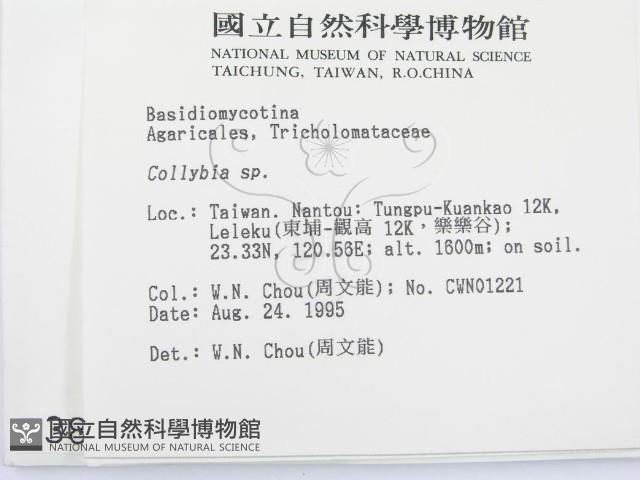 國立自然科學博物館
NATIONAL MUSEUM OF NATURAL SCIENCE
TAICHUNG, TAIWAN, R.O.CHINA
Basidiomycotina
Agaricales, Tricholomataceae
Collybia sp.
Loc.: Taiwan. Nantou: Tungpu-Kuankao 12K,
Leleku(東埔-觀高 12K，樂樂谷);
23.33N, 120.56E; alt. 1600m; on soil.
Col.: W.N. Chou(周文能); No. CWN01221
Date: Aug. 24. 1995
Det.: W.N. Chou(周文能)
38
國立自然科學博物館
NATIONAL MUSEUM OF NATURAL SCIENCE